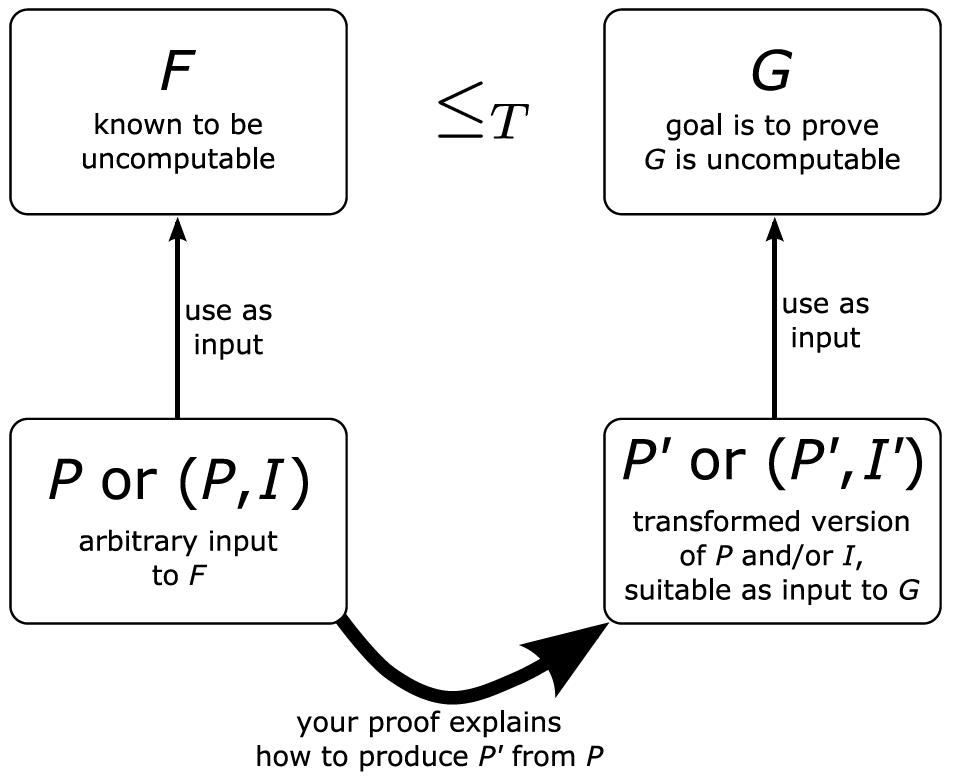 F
known to be
uncomputable
≤T
G
goal is to prove
G is uncomputable
use as
input
use as
input
P or (P,I)
arbitrary input
to F
P' or (P',I')
transformed version
of P and/or I,
suitable as input to G
your proof explains
how to produce P' from P